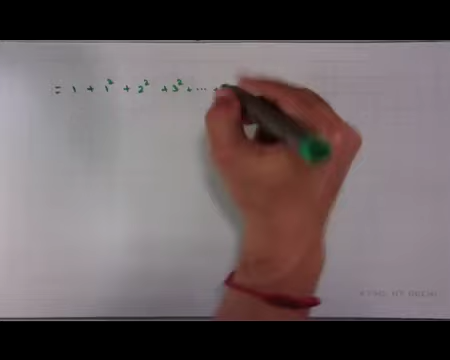 = 1 + 1² + 2² + 3² + ... +